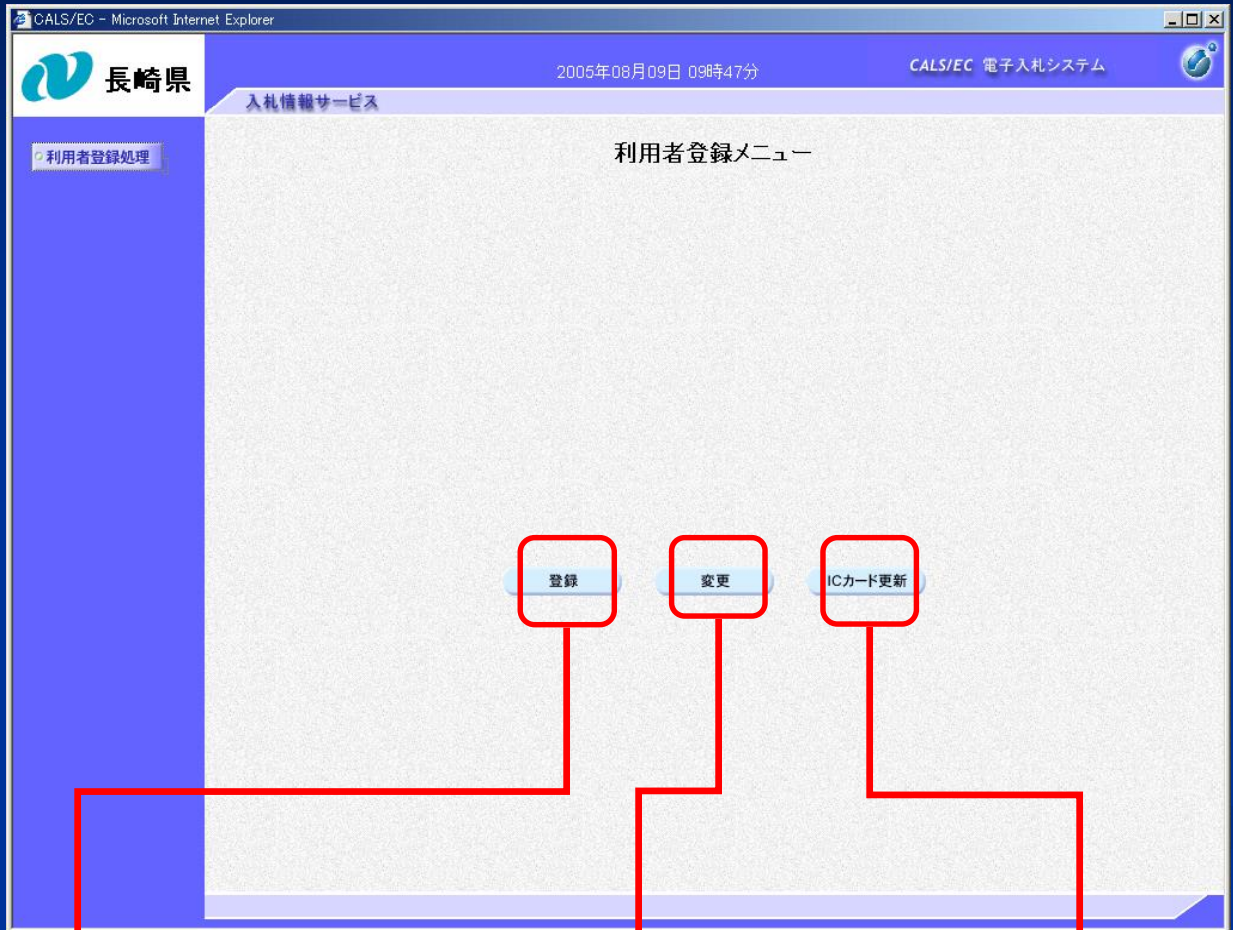 CALS/EC - Microsoft Internet Explorer
長崎県
2005年08月09日 09時47分
CALS/EC 電子入札システム
入札情報サービス
利用者登録処理
利用者登録メニュー
登録
変更
ICカード更新